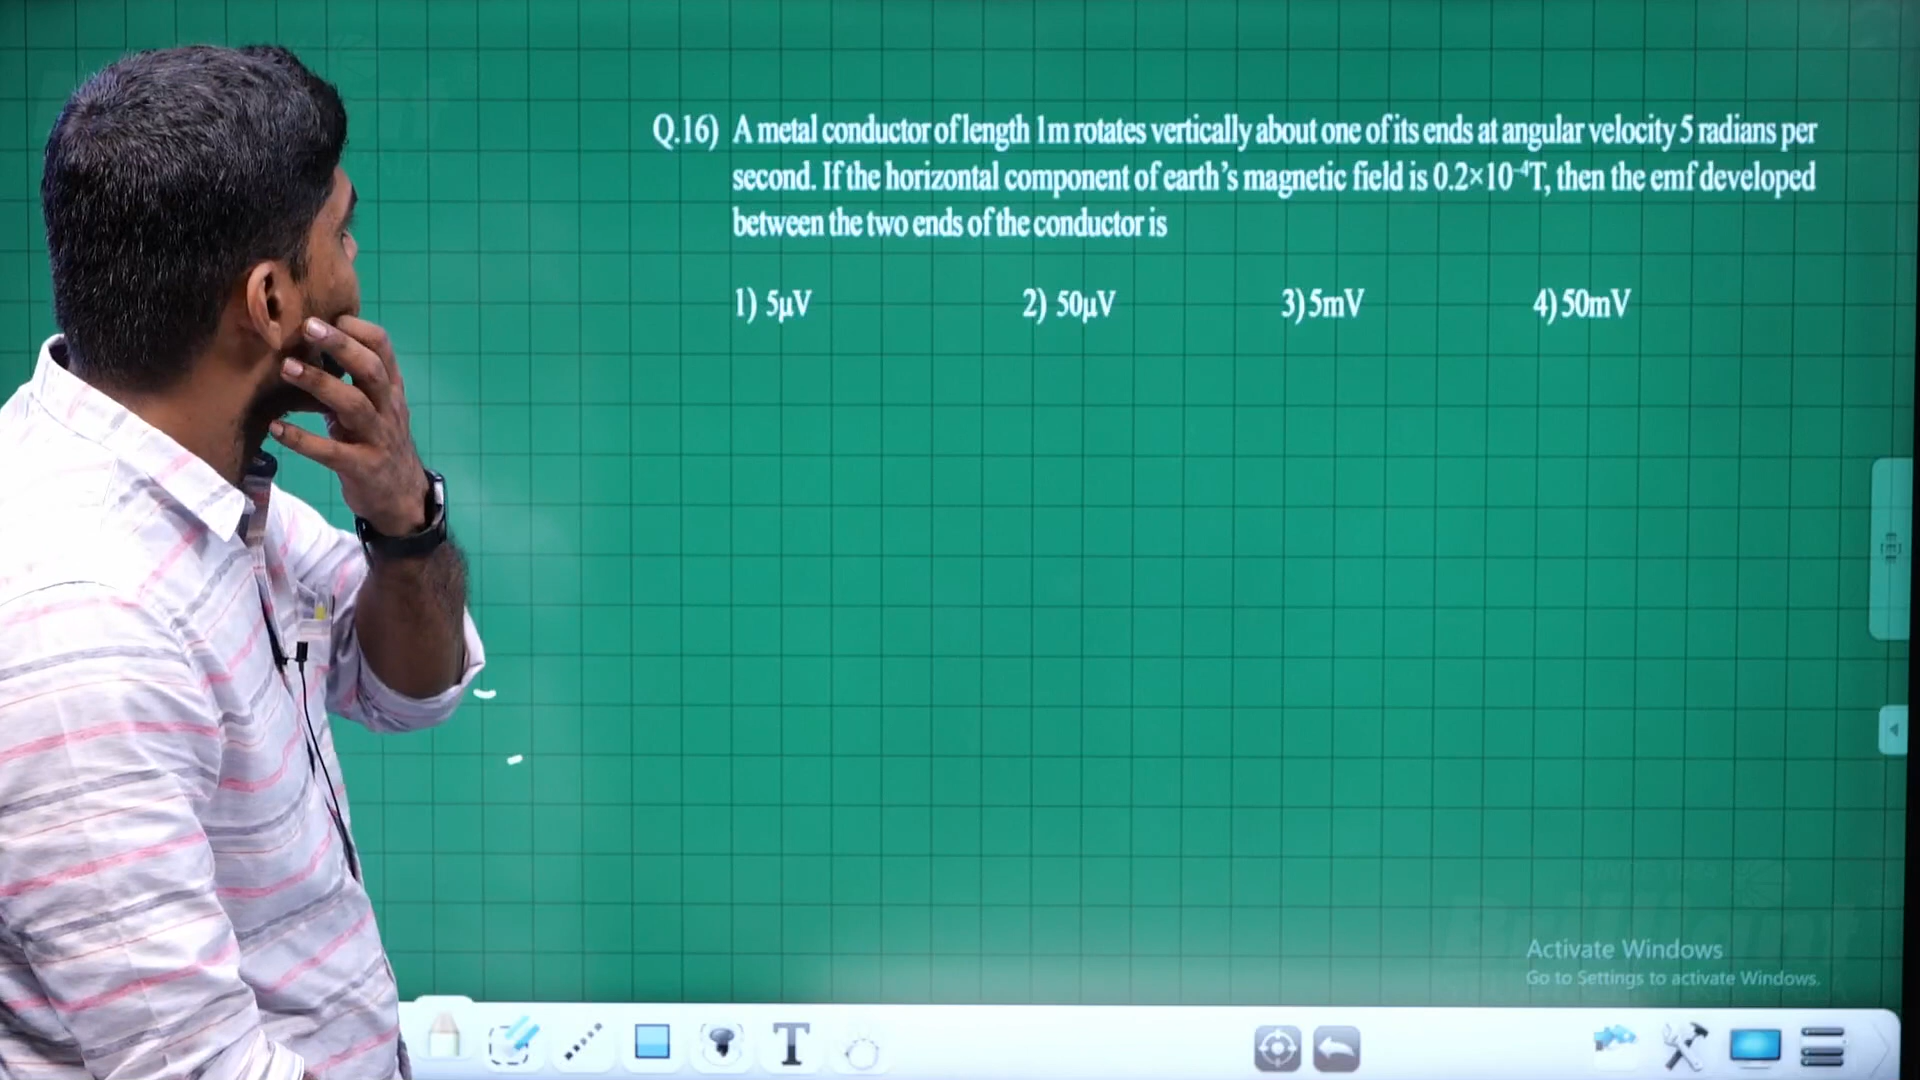 Q.16) A metal conductor of length 1m rotates vertically about one of its ends at angular velocity 5 radians per
second. If the horizontal component of earth’s magnetic field is 0.2×10⁻⁴T, then the emf developed
between the two ends of the conductor is
1) 5μV 2) 50μV 3) 5mV 4) 50mV
Activate Windows
Go to Settings to activate Windows.
T